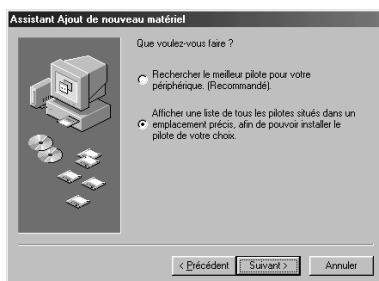 Assistant Ajout de nouveau matériel
Que voulez-vous faire ?
Rechercher le meilleur pilote pour votre
périphérique. (Recommandé).
Afficher une liste de tous les pilotes situés dans un
emplacement précis, afin de pouvoir installer le
pilote de votre choix.
< Précédent
Suivant >
Annuler